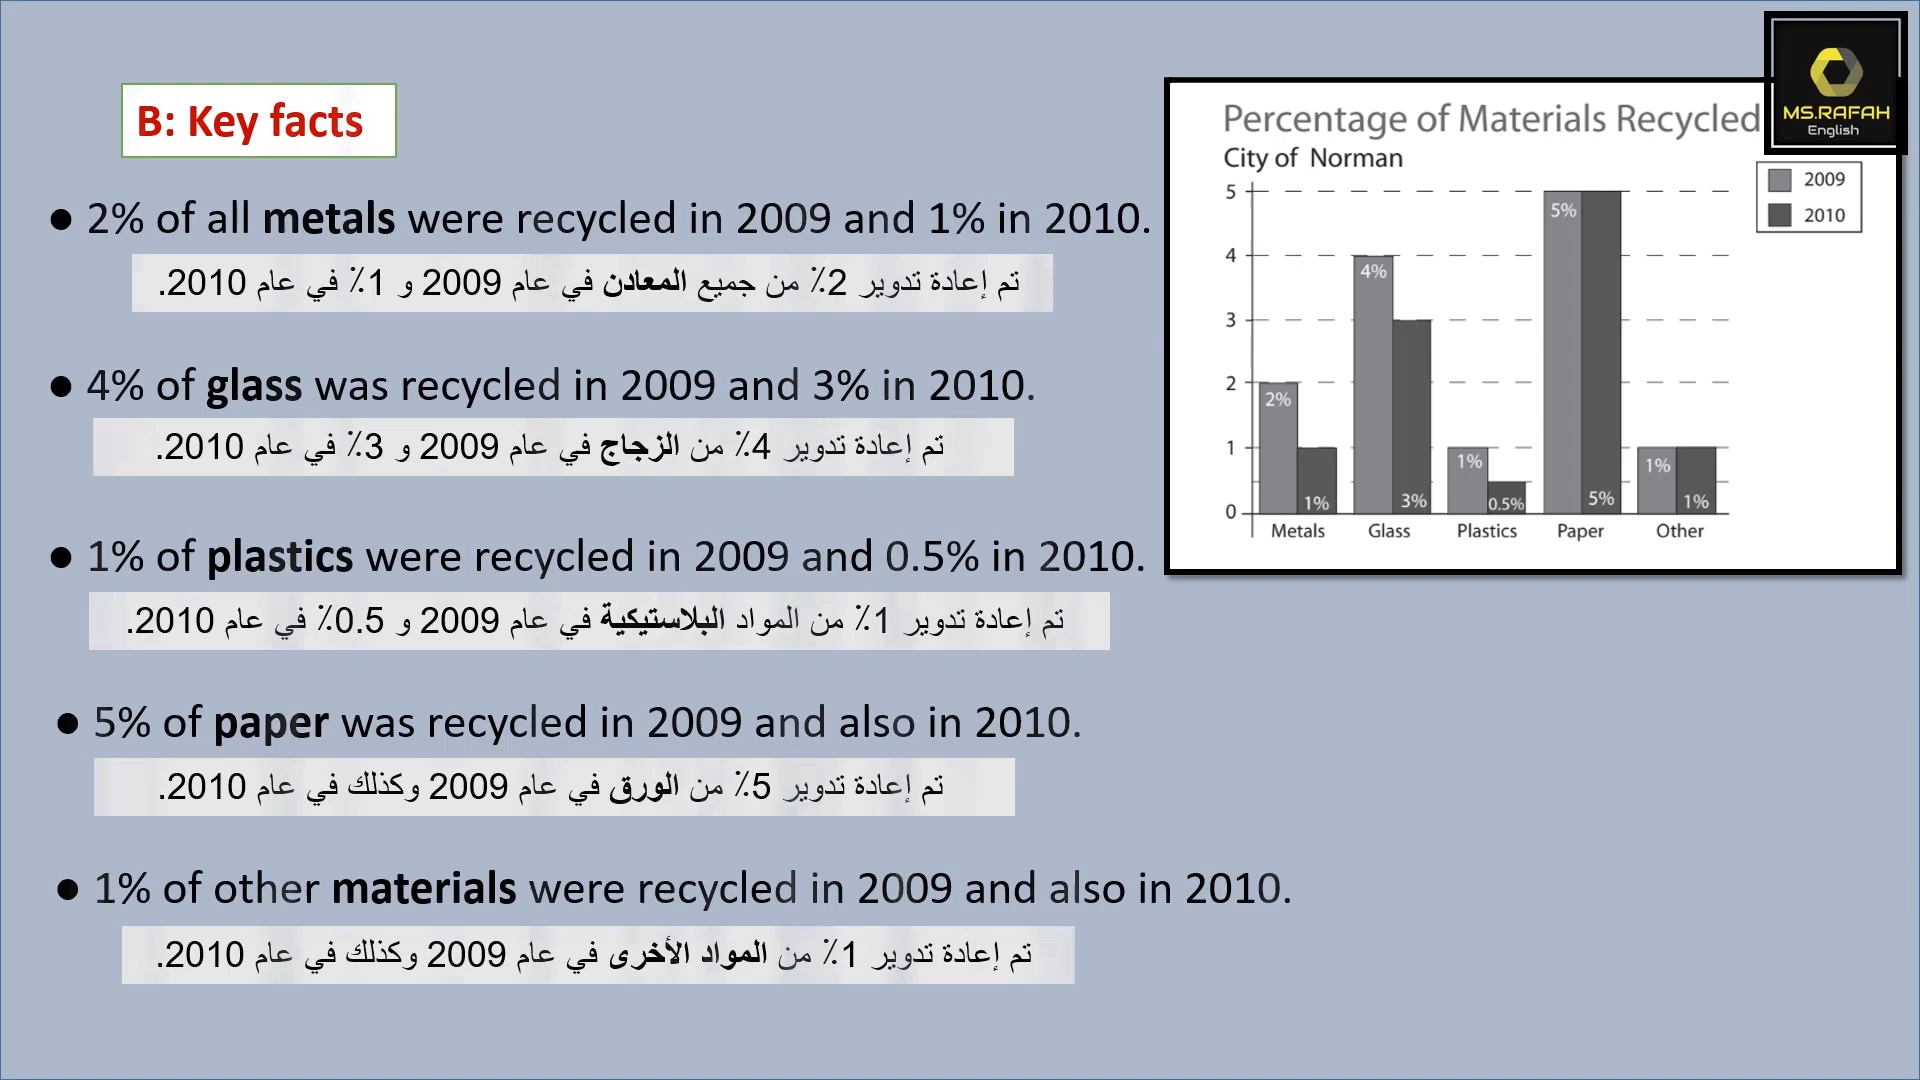 B: Key facts
● 2% of all metals were recycled in 2009 and 1% in 2010.
تم إعادة تدوير 2٪ من جميع المعادن في عام 2009 و 1٪ في عام 2010.
● 4% of glass was recycled in 2009 and 3% in 2010.
تم إعادة تدوير 4٪ من الزجاج في عام 2009 و 3٪ في عام 2010.
● 1% of plastics were recycled in 2009 and 0.5% in 2010.
تم إعادة تدوير 1٪ من المواد البلاستيكية في عام 2009 و 0.5٪ في عام 2010.
● 5% of paper was recycled in 2009 and also in 2010.
تم إعادة تدوير 5٪ من الورق في عام 2009 وكذلك في عام 2010.
● 1% of other materials were recycled in 2009 and also in 2010.
تم إعادة تدوير 1٪ من المواد الأخرى في عام 2009 وكذلك في عام 2010.
Percentage of Materials Recycled
City of Norman
2009
2010
5
5%
4
4%
3
2
2%
1
1% 1%
1% 3% 0.5% 5% 1%
0
Metals Glass Plastics Paper Other
MS.RAFAH
English